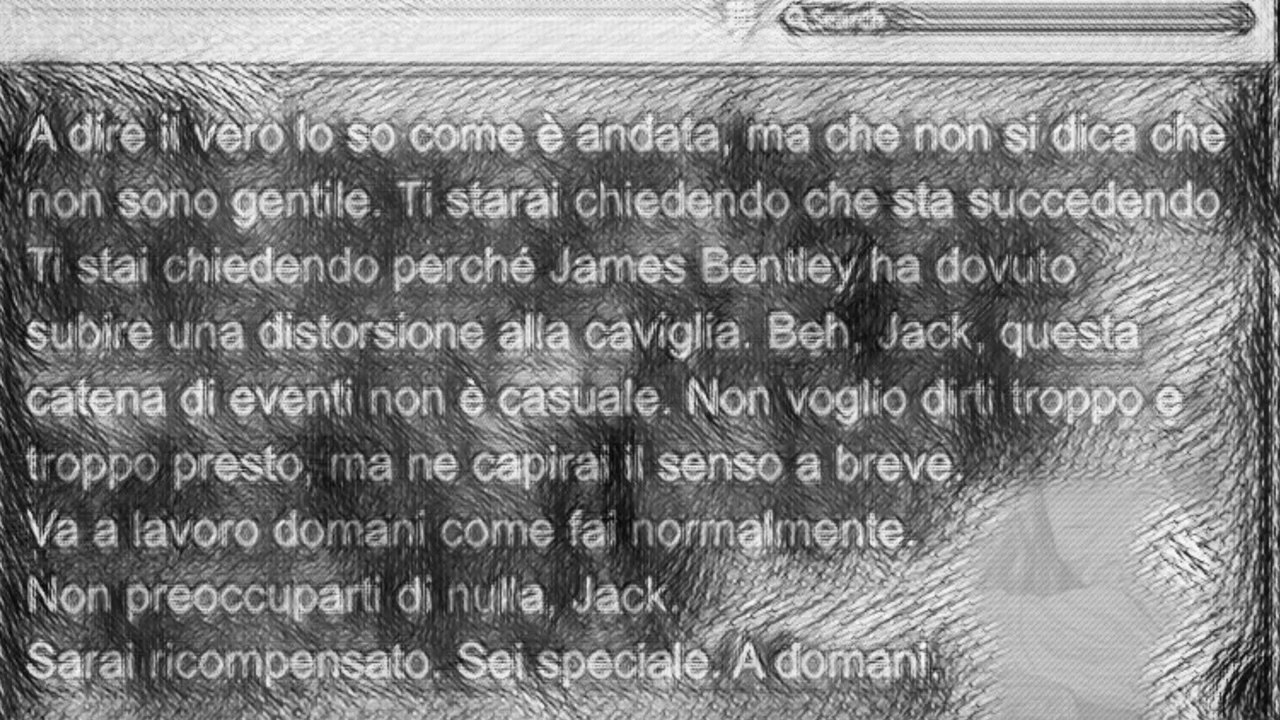 A dire il vero lo so come è andata, ma che non si dica che
non sono gentile. Ti starai chiedendo che sta succedendo.
Ti stai chiedendo perché James Bentley ha dovuto
subire una distorsione alla caviglia. Beh, Jack, questa
catena di eventi non è casuale. Non voglio dirti troppo e
troppo presto, ma ne capirai il senso a breve.
Va a lavoro domani come fai normalmente.
Non preoccuparti di nulla, Jack.
Sarai ricompensato. Sei speciale. A domani.